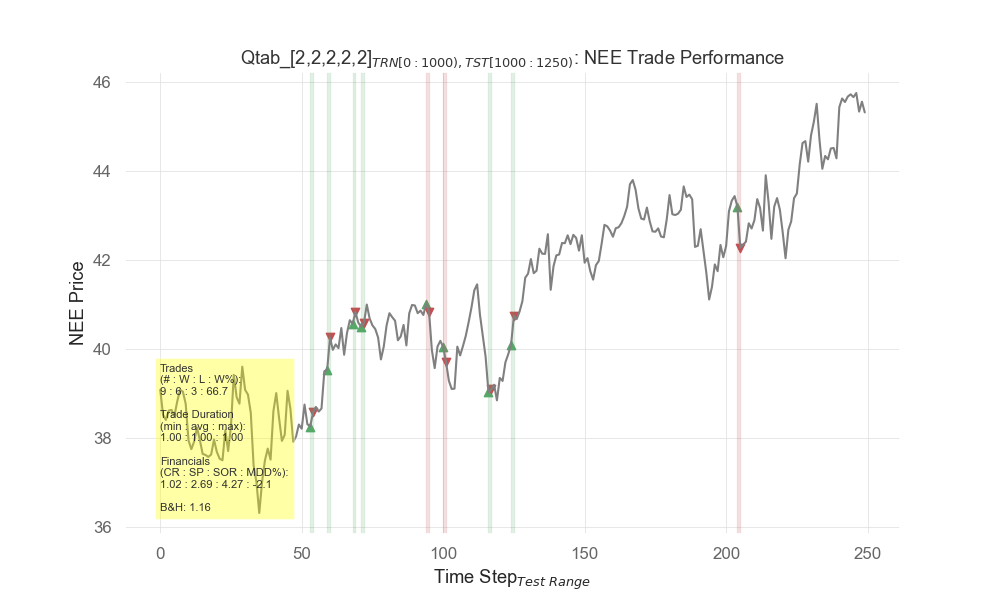 Qtab_[2,2,2,2,2]TRN[0 : 1000), TST[1000 : 1250): NEE Trade Performance
46
44
42
40
38
36
NEE Price
Trades
(# : W : L : W%):
9 : 6 : 3 : 66.7
Trade Duration
(min : avg : max):
1.00 : 1.00 : 1.00
Financials
(CR : SP : SOR : MDD%):
1.02 : 2.69 : 4.27 : -2.1
B&H: 1.16
0 50 100 150 200 250
Time StepTest Range